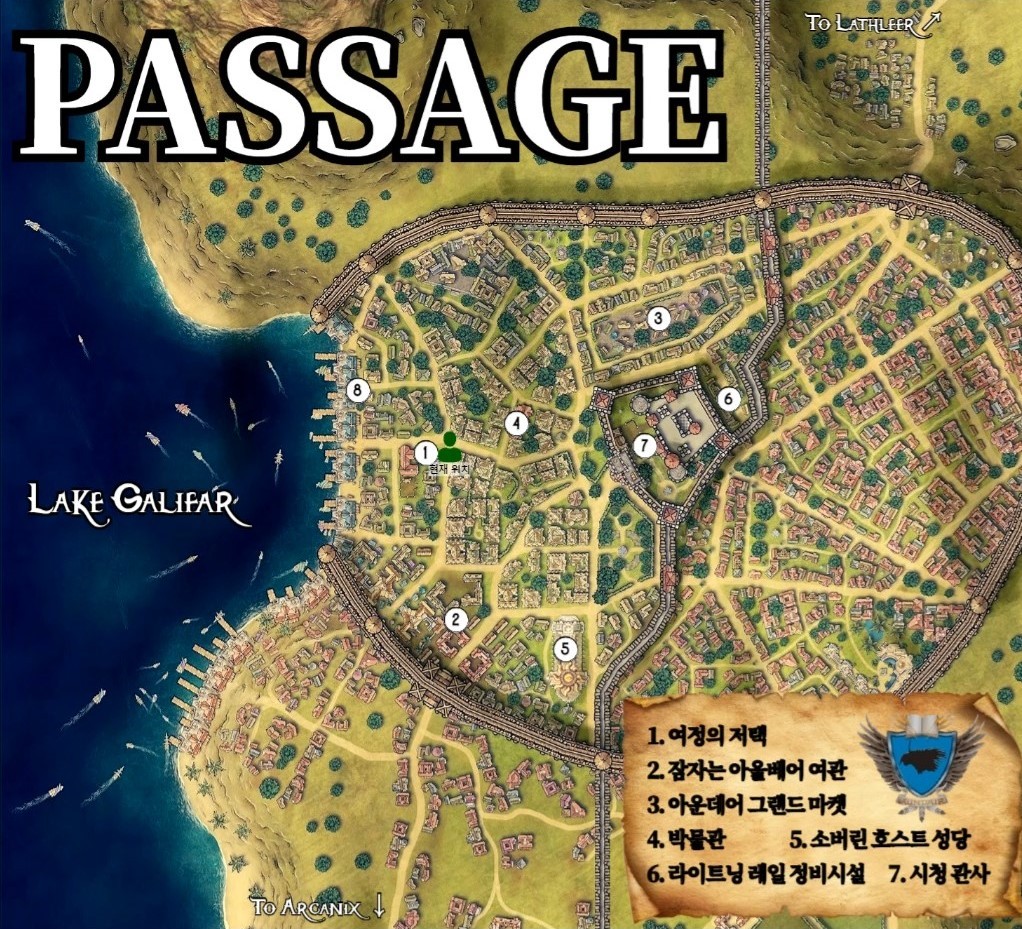 PASSAGE
TO LATHLEER
3
8
6
4
7
1
현재 위치
LAKE GALIFAR
2
5
1. 여정의 저택
2. 잠자는 아울베어 여관
3. 아운데어 그랜드 마켓
4. 박물관 5. 소버린 호스트 성당
6. 라이트닝 레일 정비시설 7. 시청 관사
TO ARCANIX ↓